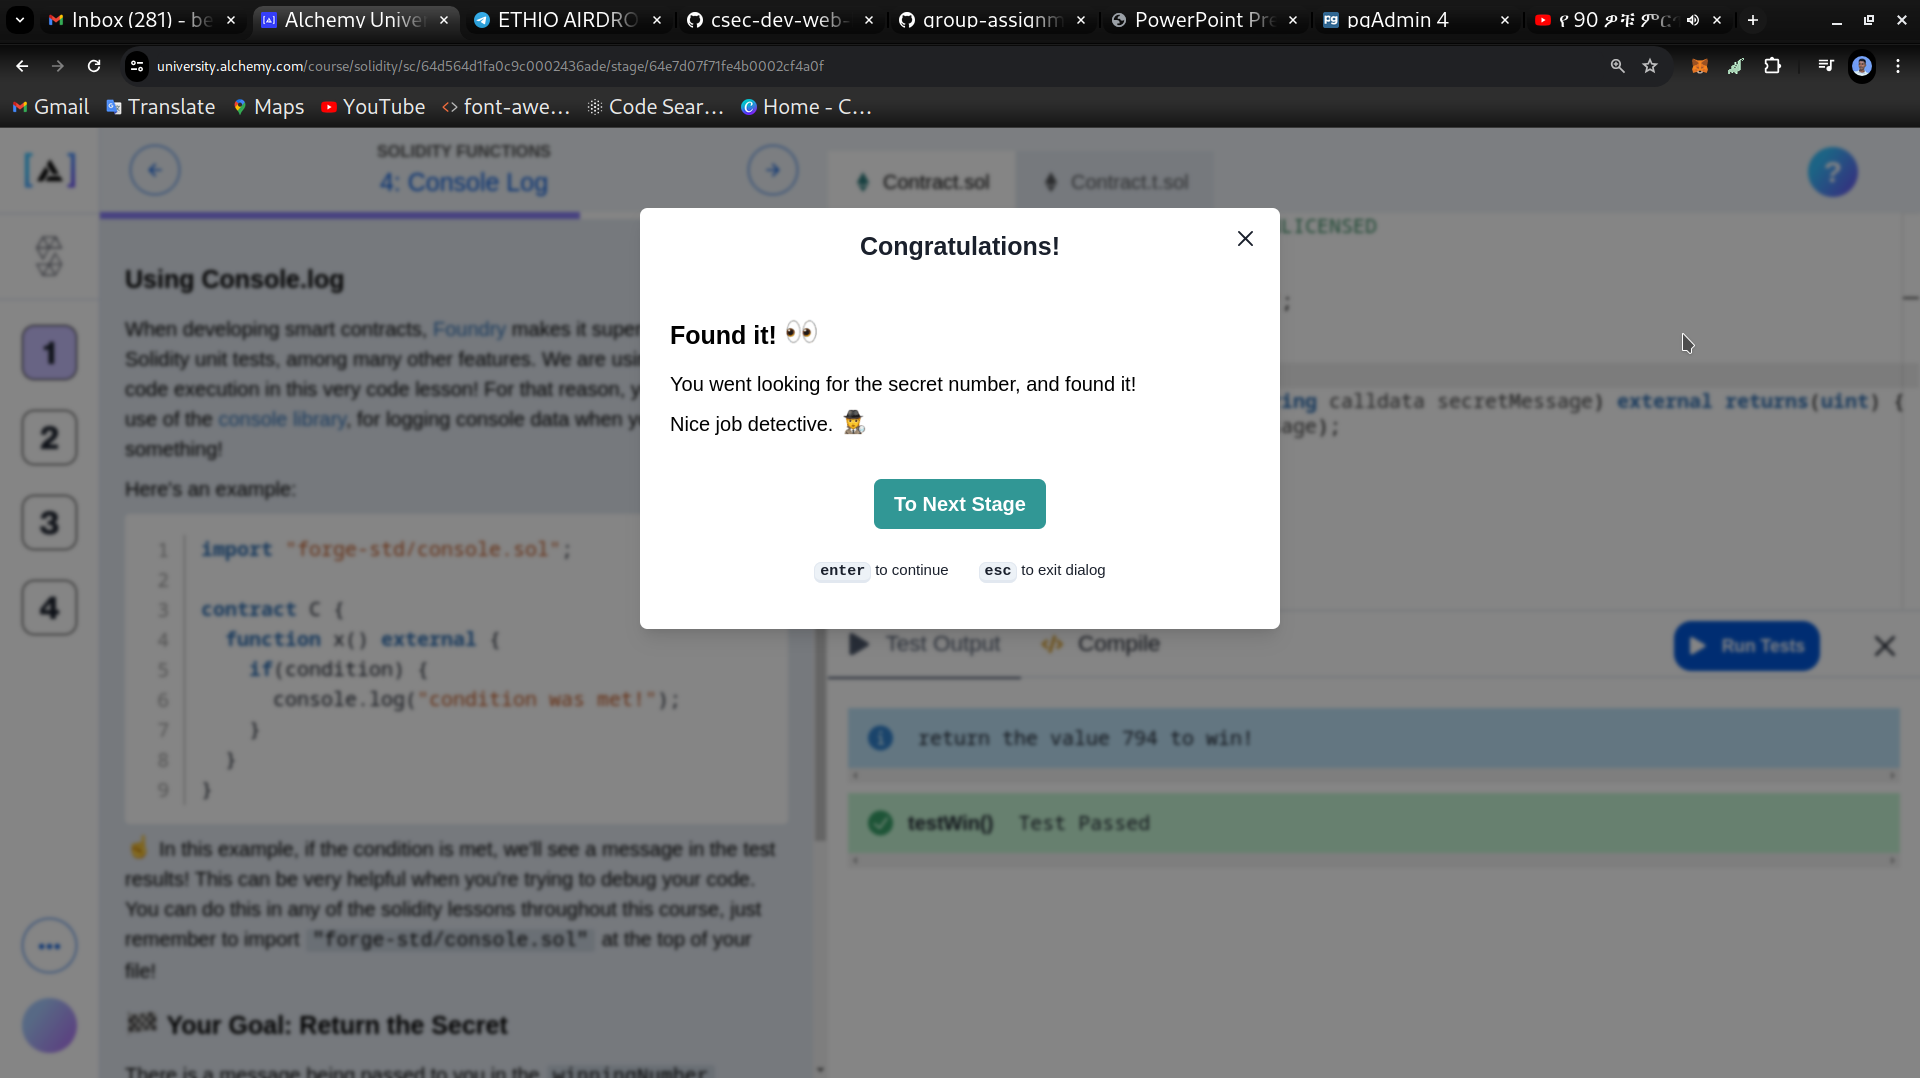 Inbox (281) - be
Alchemy Unive
ETHIO AIRDRO
csec-dev-web-
group-assignm
PowerPoint Pre
pgAdmin 4
የ 90 ዎቹ ምር
university.alchemy.com/course/solidity/sc/64d564d1fa0c9c0002436ade/stage/64e7d07f71fe4b0002cf4a0f
Gmail
Translate
Maps
YouTube
font-awe...
Code Sear...
Home - C...
SOLIDITY FUNCTIONS
4: Console Log
Contract.sol
Contract.t.sol
?
1
2
3
4
Using Console.log
When developing smart contracts, Foundry makes it super
Solidity unit tests, among many other features. We are usi
code execution in this very code lesson! For that reason, y
use of the console library, for logging console data when y
something!
Here's an example:
1 import "forge-std/console.sol";
2
3 contract C {
4 function x() external {
5 if(condition) {
6 console.log("condition was met!");
7 }
8 }
9 }
☝️ In this example, if the condition is met, we'll see a message in the test
results! This can be very helpful when you're trying to debug your code.
You can do this in any of the solidity lessons throughout this course, just
remember to import "forge-std/console.sol" at the top of your
file!
🏁 Your Goal: Return the Secret
There is a message being passed to you in the winningNumber
Congratulations!
Found it! 👀
You went looking for the secret number, and found it!
Nice job detective. 🕵️
To Next Stage
enter to continue
esc to exit dialog
LICENSED
;
ing calldata secretMessage) external returns(uint) {
age);
Test Output
Compile
Run Tests
return the value 794 to win!
testWin() Test Passed